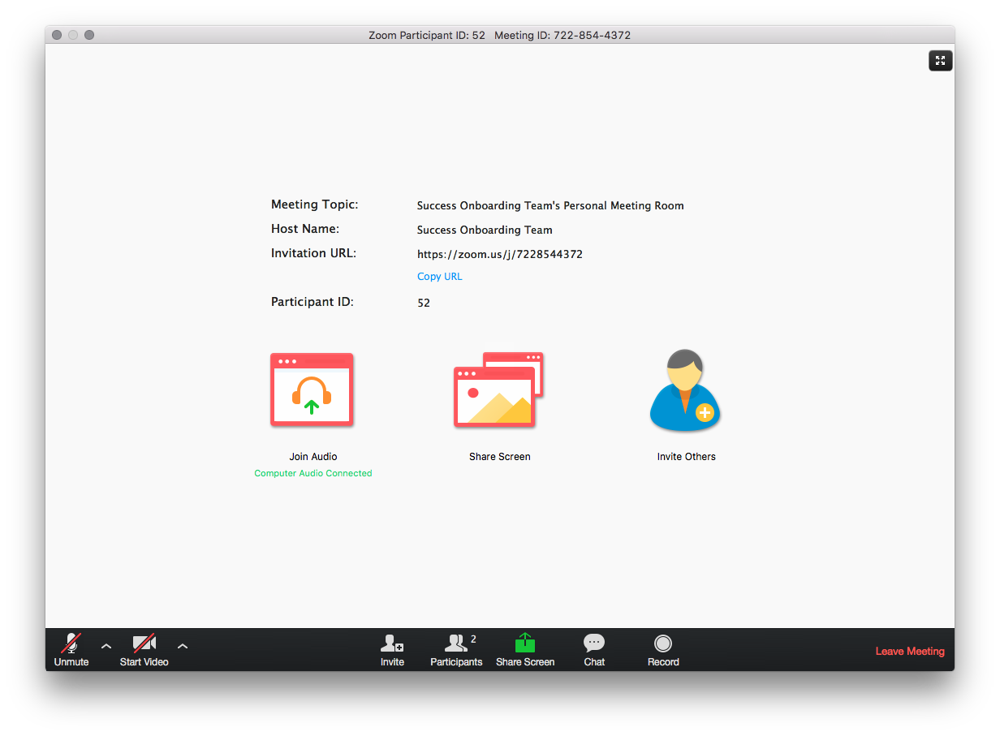 Zoom Participant ID: 52 Meeting ID: 722-854-4372
Meeting Topic: Success Onboarding Team's Personal Meeting Room
Host Name: Success Onboarding Team
Invitation URL: https://zoom.us/j/7228544372
Copy URL
Participant ID: 52
Join Audio Share Screen Invite Others
Computer Audio Connected
2
Unmute Start Video Invite Participants Share Screen Chat Record Leave Meeting